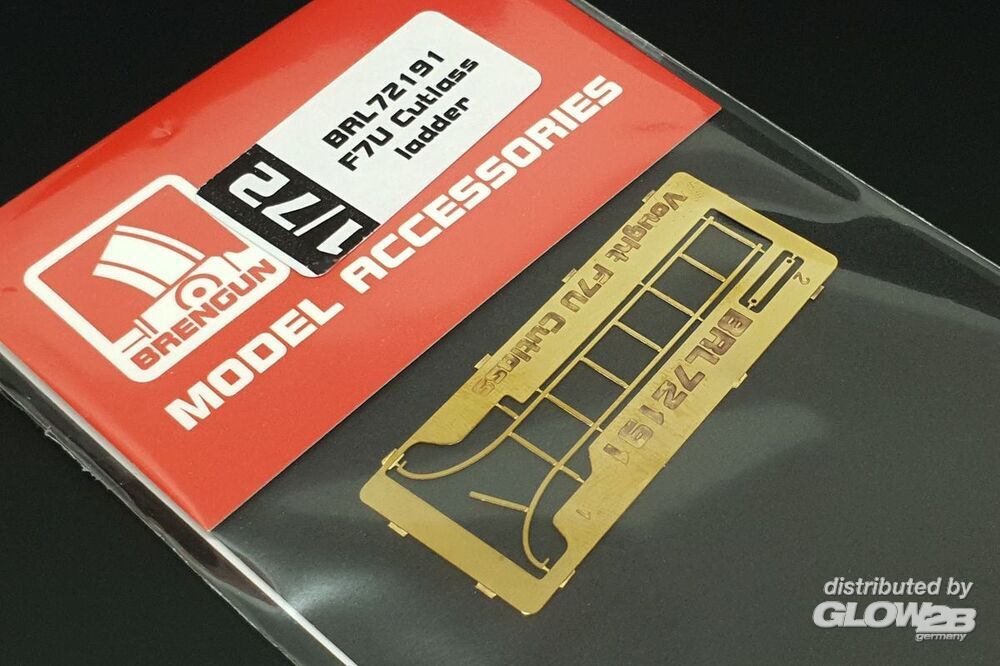 BRL72191
F7U Cutlass
ladder
1/72
BRENGUN
MODEL ACCESSORIES
Vought F7U Cutlass
BRL72191
1
2
distributed by
GLOW2B
germany